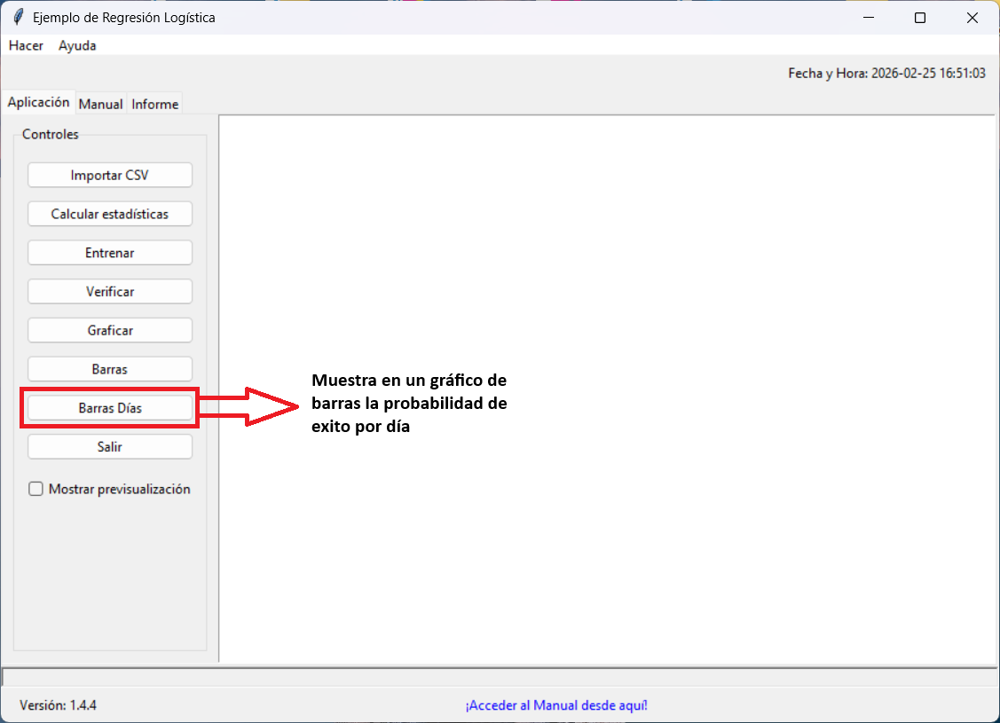 Ejemplo de Regresión Logística
Hacer Ayuda
Fecha y Hora: 2026-02-25 16:51:03
Aplicación Manual Informe
Controles
Importar CSV
Calcular estadísticas
Entrenar
Verificar
Graficar
Barras
Barras Días
Muestra en un gráfico de
barras la probabilidad de
exito por día
Salir
Mostrar previsualización
Versión: 1.4.4
¡Acceder al Manual desde aquí!